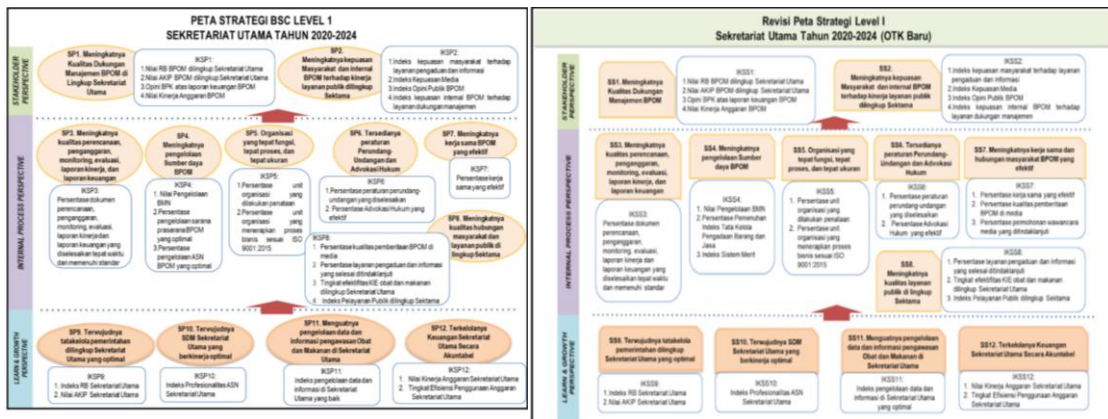 PETA STRATEGI BSC LEVEL 1
SEKRETARIAT UTAMA TAHUN 2020-2024
STAKEHOLDER
PERSPECTIVE
SP1. Meningkatnya
Kualitas Dukungan
Manajemen BPOM di
Lingkup Sekretariat
Utama
IKSP1:
1.Nilai RB BPOM dilingkup Sekretariat Utama
2.Nilai AKIP BPOM dilingkup Sekretariat Utama
3.Opini BPK atas laporan keuangan BPOM
4.Nilai Kinerja Anggaran BPOM
SP2.
Meningkatnya kepuasan
Masyarakat dan internal
BPOM terhadap kinerja
layanan publik dilingkup
Sektama
IKSP2:
1.Indeks kepuasan masyarakat terhadap
layanan pengaduan dan informasi
2.Indeks Kepuasan Media
3.Indeks Opini Publik BPOM
4.Indeks kepuasan internal BPOM terhadap
layanan dukungan manajemen
INTERNAL PROCESS PERSPECTIVE
SP3. Meningkatnya
kualitas perencanaan,
penganggaran,
monitoring, evaluasi,
laporan kinerja, dan
laporan keuangan
IKSP3:
Persentase dokumen
perencanaan,
penganggaran,
monitoring, evaluasi,
laporan kinerja dan
laporan keuangan yang
diselesaikan tepat waktu
dan memenuhi standar
SP4.
Meningkatnya
pengelolaan
Sumber daya
BPOM
IKSP4:
1. Nilai Pengelolaan BMN
2.Persentase
pengelolaan sarana
prasarana BPOM yang
optimal
3.Persentase
pengelolaan ASN
BPOM yang optimal
SP5. Organisasi
yang tepat fungsi,
tepat proses, dan
tepat ukuran
IKSP5:
1.Persentase unit
organisasi yang
dilakukan penataan
2.Persentase unit
organisasi yang
menerapkan proses
bisnis sesuai ISO
9001:2015
SP6. Tersedianya
peraturan
Perundang-
Undangan dan
Advokasi Hukum
IKSP6:
1.Persentase peraturan perundang-
undangan yang diselesaikan
2.Persentase Advokasi Hukum yang
efektif
SP7. Meningkatnya
kerja sama BPOM
yang efektif
IKSP7:
Persentase kerja
sama yang efektif
SP8. Meningkatnya
kualitas hubungan
masyarakat dan
layanan publik di
lingkup Sektama
IKSP8:
1 Persentase kualitas pemberitaan BPOM di
media
2 Persentase layanan pengaduan dan informasi
yang selesai ditindaklanjuti
3 Tingkat efektifitas KIE obat dan makanan
dilingkup Sekretariat Utama
4 Indeks Pelayanan Publik dilingkup Sektama
LEARN & GROWTH
PERSPECTIVE
SP9. Terwujudnya
tatakelola
pemerintahan
dilingkup Sekretariat
Utama yang optimal
IKSP9:
1. Indeks RB Sekretariat Utama
2.Nilai AKIP Sekretariat Utama
SP10. Terwujudnya
SDM Sekretariat
Utama yang
berkinerja optimal
IKSP10:
Indeks Profesionalitas ASN
Sekretariat Utama
SP11. Menguatnya
pengelolaan data dan
informasi pengawasan Obat
dan Makanan di Sekretariat
Utama
IKSP11:
Indeks pengelolaan data dan
informasi di Sekretariat
Utama yang baik
SP12. Terkelolanya
Keuangan Sekretariat
Utama Secara
Akuntabel
IKSP12:
1. Nilai Kinerja Anggaran Sekretariat Utama
2. Tingkat Efisiensi Penggunaan Anggaran
Sekretariat Utama
Revisi Peta Strategi Level I
Sekretariat Utama Tahun 2020-2024 (OTK Baru)
STAKEHOLDER
PERSPECTIVE
SS1. Meningkatnya
Kualitas Dukungan
Manajemen BPOM
IKSS1:
1.Nilai RB BPOM dilingkup Sekretariat Utama
2.Nilai AKIP BPOM dilingkup Sekretariat Utama
3.Opini BPK atas laporan keuangan BPOM
4.Nilai Kinerja Anggaran BPOM
SS2.
Meningkatnya kepuasan
Masyarakat dan internal
BPOM terhadap kinerja
layanan publik dilingkup
Sektama
IKSS2:
1.Indeks kepuasan masyarakat terhadap layanan
pengaduan dan informasi
2.Indeks Kepuasan Media
3.Indeks Opini Publik BPOM
4.Indeks kepuasan internal BPOM terhadap
layanan dukungan manajemen
INTERNAL PROCESS PERSPECTIVE
SS3. Meningkatnya
kualitas perencanaan,
penganggaran,
monitoring, evaluasi,
laporan kinerja, dan
laporan keuangan
IKSS3:
Persentase dokumen
perencanaan,
penganggaran,
monitoring, evaluasi,
laporan kinerja dan
laporan keuangan yang
diselesaikan tepat waktu
dan memenuhi standar
SS4. Meningkatnya
pengelolaan Sumber
daya BPOM
IKSS4:
1. Nilai Pengelolaan BMN
2. Persentase Pemenuhan
Indeks Tata Kelola
Pengadaan Barang dan
Jasa
3. Indeks Sistem Merit
SS5. Organisasi yang
tepat fungsi, tepat
proses, dan tepat ukuran
IKSS5:
1. Persentase unit
organisasi yang
dilakukan penataan
2. Persentase unit
organisasi yang
menerapkan proses
bisnis sesuai ISO
9001:2015
SS6. Tersedianya
peraturan Perundang-
Undangan dan Advokasi
Hukum
IKSS6:
1. Persentase peraturan
perundang-undangan yang
diselesaikan
2. Persentase Advokasi
Hukum yang efektif
SS7. Meningkatnya kerja sama dan
hubungan masyarakat BPOM yang
efektif
IKSS7:
1. Persentase kerja sama yang efektif
2. Persentase kualitas pemberitaan
BPOM di media
3. Persentase permohonan wawancara
media
SS8.
Meningkatnya
kualitas layanan
publik di lingkup
Sektama
IKSS8:
1. Persentase layanan pengaduan dan informasi
yang selesai ditindaklanjuti
2. Tingkat efektifitas KIE obat dan makanan
dilingkup Sekretariat Utama
3. Indeks Pelayanan Publik dilingkup Sektama
LEARN & GROWTH
PERSPECTIVE
SS9. Terwujudnya tatakelola
pemerintahan dilingkup
Sekretariat Utama yang optimal
IKSS9:
1. Indeks RB Sekretariat Utama
2. Nilai AKIP Sekretariat Utama
SS10. Terwujudnya SDM
Sekretariat Utama yang
berkinerja optimal
IKSS10:
Indeks Profesionalitas ASN
Sekretariat Utama
SS11. Menguatnya pengelolaan
data dan informasi pengawasan
Obat dan Makanan di
Sekretariat Utama
IKSS11:
Indeks pengelolaan data dan
informasi di Sekretariat
Utama yang optimal
SS12. Terkelolanya Keuangan
Sekretariat Utama Secara
Akuntabel
IKSS12
1. Nilai Kinerja Anggaran Sekretariat Utama
2. Tingkat Efisiensi Penggunaan Anggaran
Sekretariat Utama